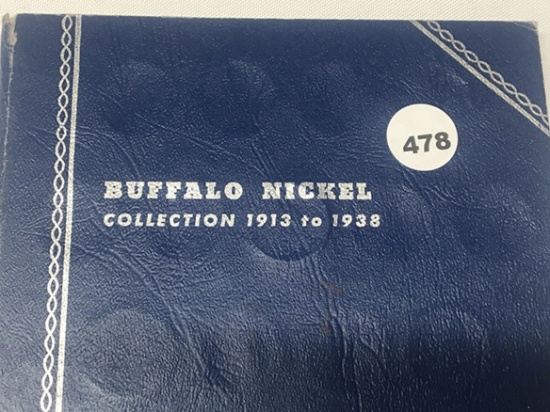 478
BUFFALO NICKEL
COLLECTION 1913 to 1938